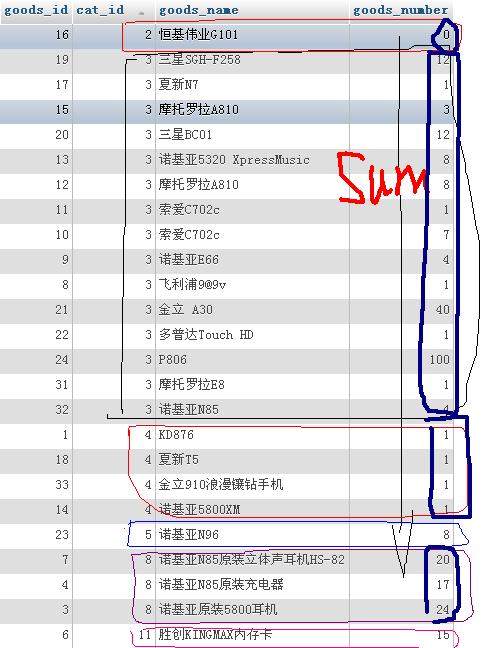 goods_id cat_id goods_name goods_number
16 2 恒基伟业G101 0
19 3 三星SGH-F258 12
17 3 夏新N7 1
15 3 摩托罗拉A810 3
20 3 三星BC01 12
13 3 诺基亚5320 XpressMusic 8
12 3 摩托罗拉A810 8
11 3 索爱C702c 1
10 3 索爱C702c 7
9 3 诺基亚E66 4
8 3 飞利浦9@9v 1
21 3 金立 A30 40
22 3 多普达Touch HD 1
24 3 P806 100
31 3 摩托罗拉E8 1
32 3 诺基亚N85 4
1 4 KD876 1
18 4 夏新T5 1
33 4 金立910浪漫镶钻手机 1
14 4 诺基亚5800XM 1
23 5 诺基亚N96 8
7 8 诺基亚N85原装立体声耳机HS-82 20
4 8 诺基亚N85原装充电器 17
3 8 诺基亚原装5800耳机 24
6 11 胜创KINGMAX内存卡 15
Sum